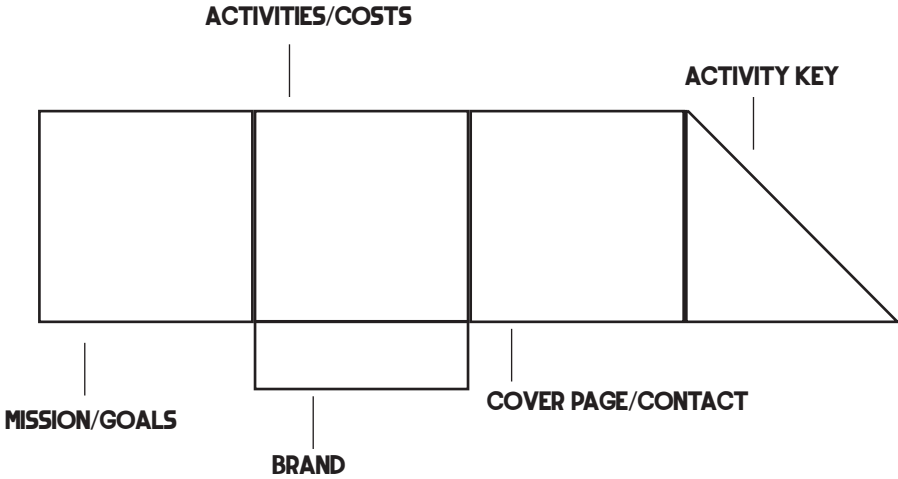 ACTIVITIES/COSTS
ACTIVITY KEY
MISSION/GOALS
COVER PAGE/CONTACT
BRAND